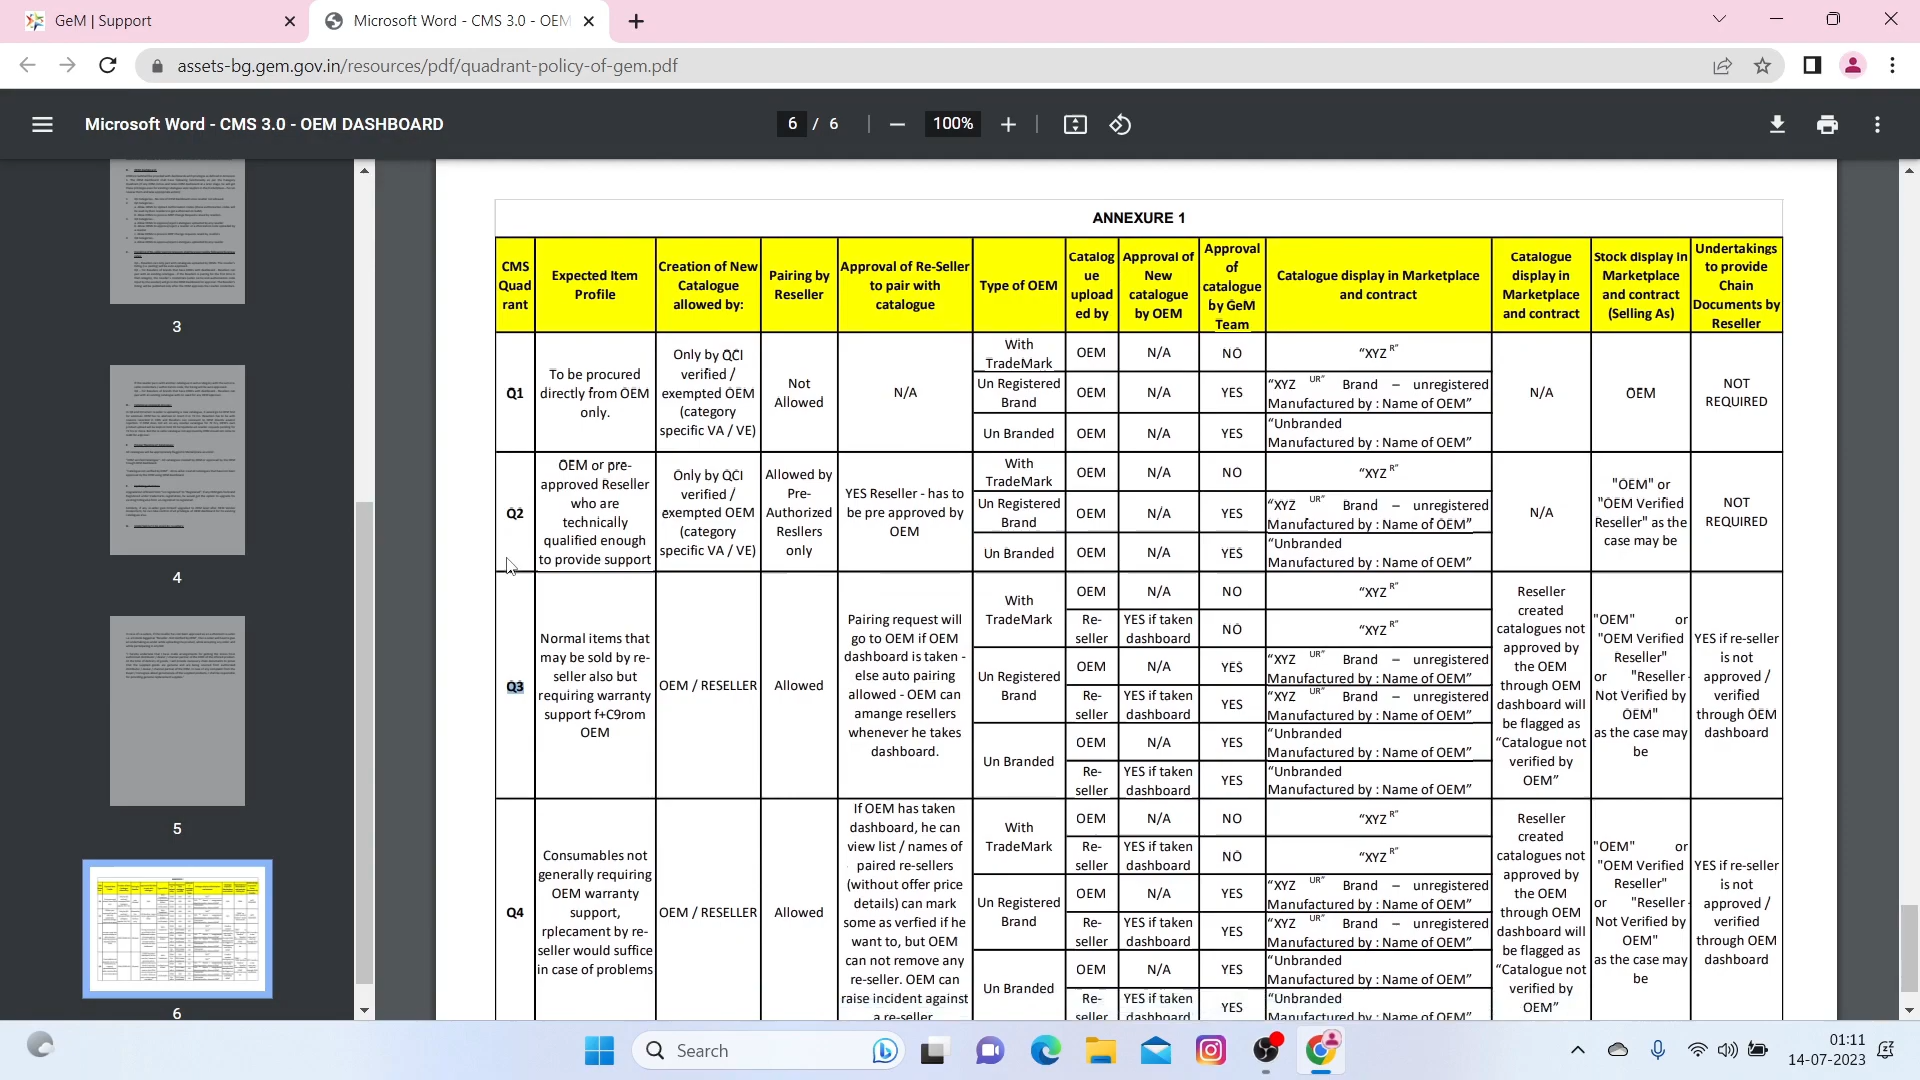 GeM | Support
Microsoft Word - CMS 3.0 - OEM
assets-bg.gem.gov.in/resources/pdf/quadrant-policy-of-gem.pdf
Microsoft Word - CMS 3.0 - OEM DASHBOARD
6 / 6
100%
3
4
5
6
ANNEXURE 1
CMS
Quad
rant
Expected Item
Profile
Creation of New
Catalogue
allowed by:
Pairing by
Reseller
Approval of Re-Seller
to pair with
catalogue
Type of OEM
Catalog
ue
upload
ed by
Approval of
New
catalogue
by OEM
Approval
of
catalogue
by GeM
Team
Catalogue display in Marketplace
and contract
Catalogue
display in
Marketplace
and contract
Stock display in
Marketplace
and contract
(Selling As)
Undertakings
to provide
Chain
Documents by
Reseller
Q1
To be procured
directly from OEM
only.
Only by QCI
verified /
exempted OEM
(category
specific VA / VE)
Not
Allowed
N/A
With
TradeMark
OEM
N/A
NO
“XYZ R”
Un Registered
Brand
OEM
N/A
YES
“XYZ UR” Brand – unregistered
Manufactured by : Name of OEM”
Un Branded
OEM
N/A
YES
“Unbranded
Manufactured by : Name of OEM”
N/A
OEM
NOT
REQUIRED
Q2
OEM or pre-
approved Reseller
who are
technically
qualified enough
to provide support
Only by QCI
verified /
exempted OEM
(category
specific VA / VE)
Allowed by
Pre-
Authorized
Resllers
only
YES Reseller - has to
be pre approved by
OEM
With
TradeMark
OEM
N/A
NO
“XYZ R”
Un Registered
Brand
OEM
N/A
YES
“XYZ UR” Brand – unregistered
Manufactured by : Name of OEM”
Un Branded
OEM
N/A
YES
“Unbranded
Manufactured by : Name of OEM”
N/A
"OEM" or
"OEM Verified
Reseller" as the
case may be
NOT
REQUIRED
Q3
Normal items that
may be sold by re-
seller also but
requiring warranty
support f+C9rom
OEM
OEM / RESELLER
Allowed
Pairing request will
go to OEM if OEM
dashboard is taken -
else auto pairing
allowed - OEM can
amange resellers
whenever he takes
dashboard.
With
TradeMark
OEM
N/A
NO
“XYZ R”
Re-
seller
YES if taken
dashboard
NO
“XYZ R”
Un Registered
Brand
OEM
N/A
YES
“XYZ UR” Brand – unregistered
Manufactured by : Name of OEM”
Re-
seller
YES if taken
dashboard
YES
“XYZ UR” Brand – unregistered
Manufactured by : Name of OEM”
Un Branded
OEM
N/A
YES
“Unbranded
Manufactured by : Name of OEM”
Re-
seller
YES if taken
dashboard
YES
“Unbranded
Manufactured by : Name of OEM”
Reseller
created
catalogues not
approved by
the OEM
through OEM
dashboard will
be flagged as
“Catalogue not
verified by
OEM”
"OEM" or
"OEM Verified
Reseller"
or "Reseller-
Not Verified by
OEM"
as the case may
be
YES if re-seller
is not
approved /
verified
through OEM
dashboard
Q4
Consumables not
generally requiring
OEM warranty
support,
rplecament by re-
seller would suffice
in case of problems
OEM / RESELLER
Allowed
If OEM has taken
dashboard, he can
view list / names of
paired re-sellers
(without offer price
details) can mark
some as verfied if he
want to, but OEM
can not remove any
re-seller. OEM can
raise incident against
a re-seller
With
TradeMark
OEM
N/A
NO
“XYZ R”
Re-
seller
YES if taken
dashboard
NO
“XYZ R”
Un Registered
Brand
OEM
N/A
YES
“XYZ UR” Brand – unregistered
Manufactured by : Name of OEM”
Re-
seller
YES if taken
dashboard
YES
“XYZ UR” Brand – unregistered
Manufactured by : Name of OEM”
Un Branded
OEM
N/A
YES
“Unbranded
Manufactured by : Name of OEM”
Re-
seller
YES if taken
dashboard
YES
“Unbranded
Manufactured by : Name of OEM”
Reseller
created
catalogues not
approved by
the OEM
through OEM
dashboard will
be flagged as
“Catalogue not
verified by
OEM”
"OEM" or
"OEM Verified
Reseller"
or "Reseller-
Not Verified by
OEM"
as the case may
be
YES if re-seller
is not
approved /
verified
through OEM
dashboard
Search
01:11
14-07-2023